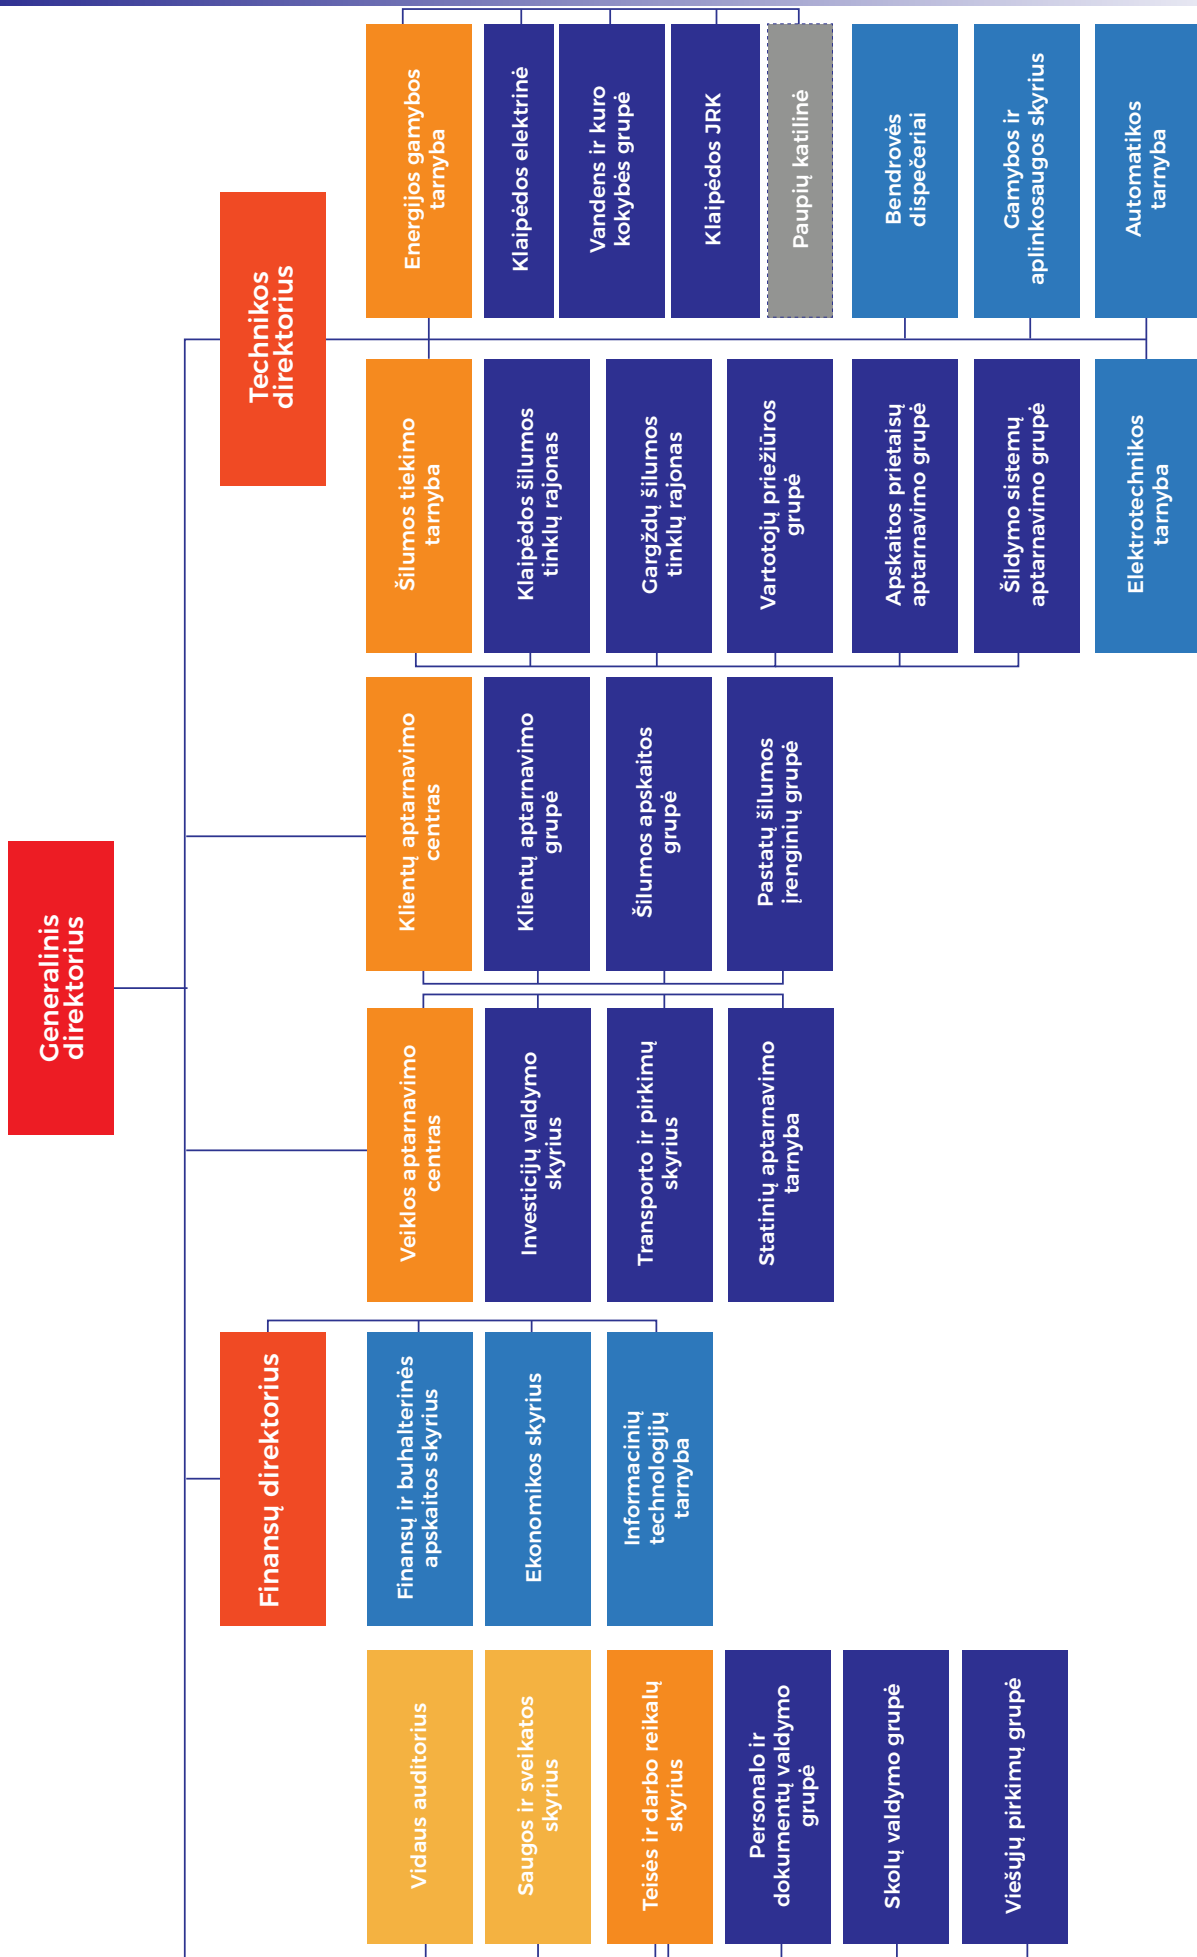 Generalinis
direktorius
Finansų direktorius
Technikos
direktorius
Vidaus auditorius
Saugos ir sveikatos
skyrius
Teisės ir darbo reikalų
skyrius
Personalo ir
dokumentų valdymo
grupė
Skolų valdymo grupė
Viešųjų pirkimų grupė
Finansų ir buhalterinės
apskaitos skyrius
Ekonomikos skyrius
Informacinių
technologijų
tarnyba
Veiklos aptarnavimo
centras
Investicijų valdymo
skyrius
Transporto ir pirkimų
skyrius
Statinių aptarnavimo
tarnyba
Klientų aptarnavimo
centras
Klientų aptarnavimo
grupė
Šilumos apskaitos
grupė
Pastatų šilumos
įrenginių grupė
Šilumos tiekimo
tarnyba
Klaipėdos šilumos
tinklų rajonas
Gargždų šilumos
tinklų rajonas
Vartotojų priežiūros
grupė
Apskaitos prietaisų
aptarnavimo grupė
Šildymo sistemų
aptarnavimo grupė
Elektrotechnikos
tarnyba
Energijos gamybos
tarnyba
Klaipėdos elektrinė
Vandens ir kuro
kokybės grupė
Klaipėdos JRK
Paupių katilinė
Bendrovės
dispečeriai
Gamybos ir
aplinkosaugos skyrius
Automatikos
tarnyba